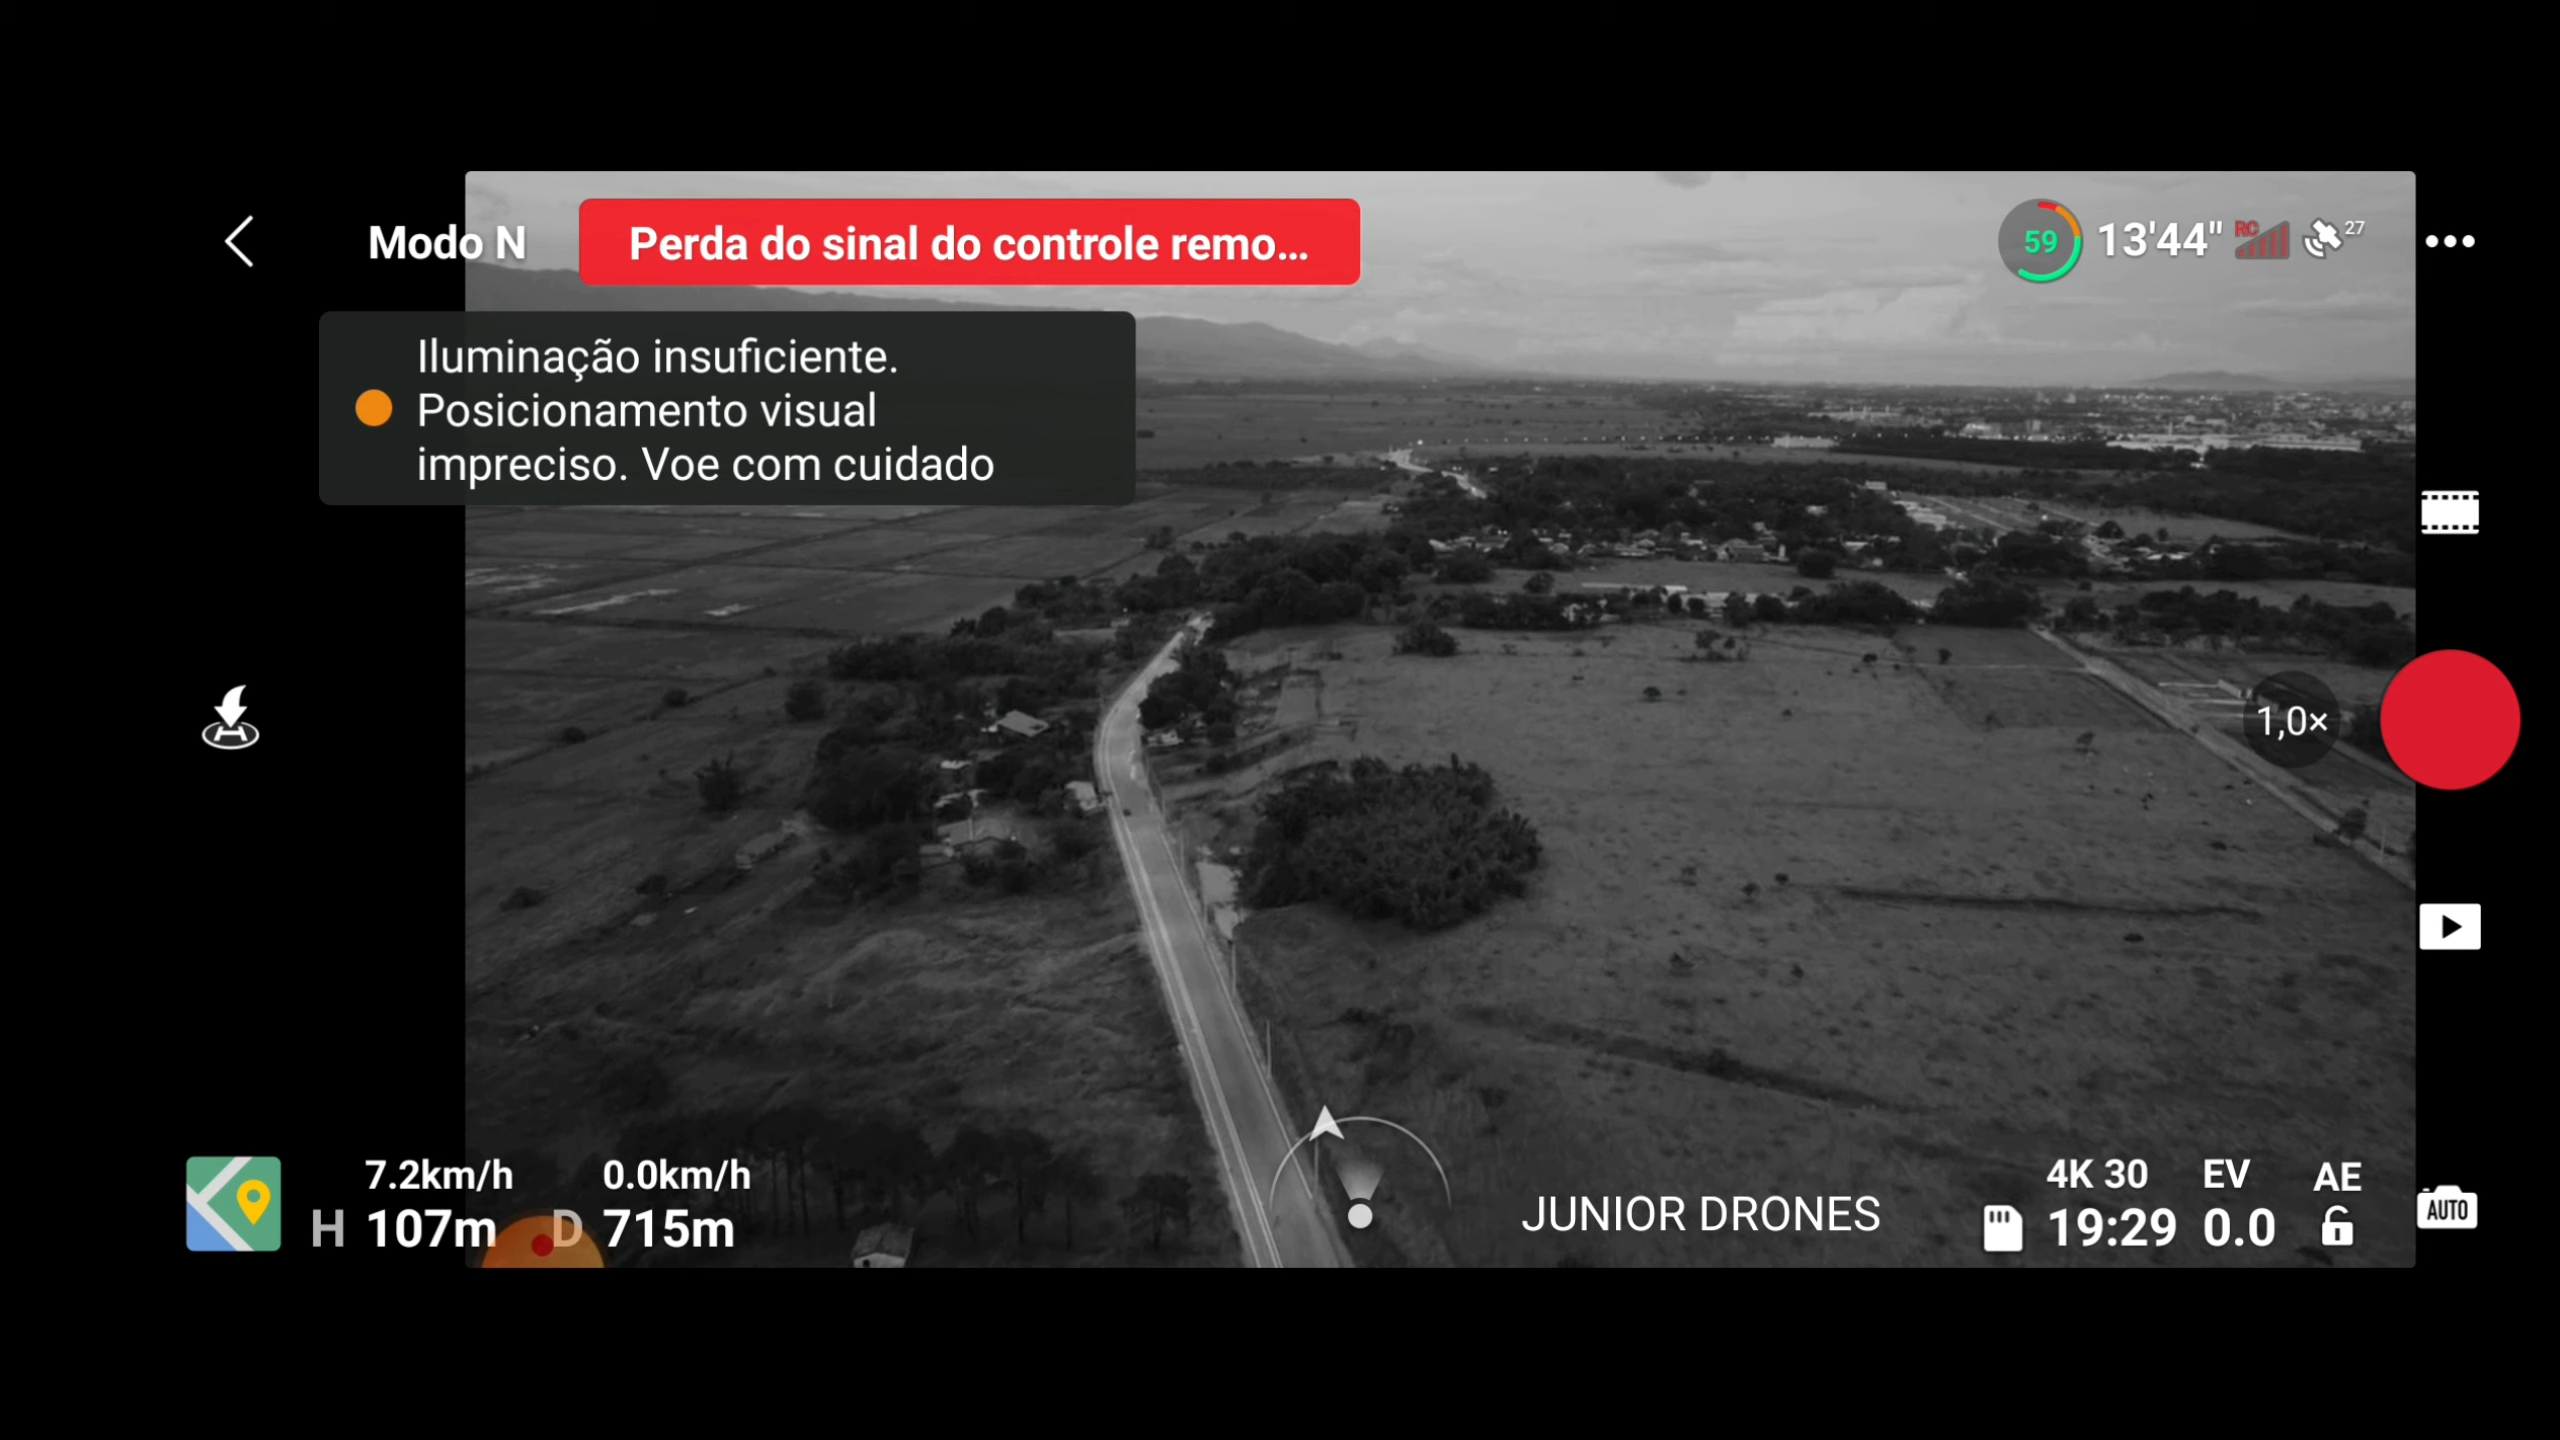 Modo N
Perda do sinal do controle remo...
59
13'44"
RC
27
Iluminação insuficiente.
Posicionamento visual
impreciso. Voe com cuidado
1,0×
7.2km/h
0.0km/h
H 107m
D 715m
JUNIOR DRONES
4K 30
EV
AE
19:29
0.0
AUTO